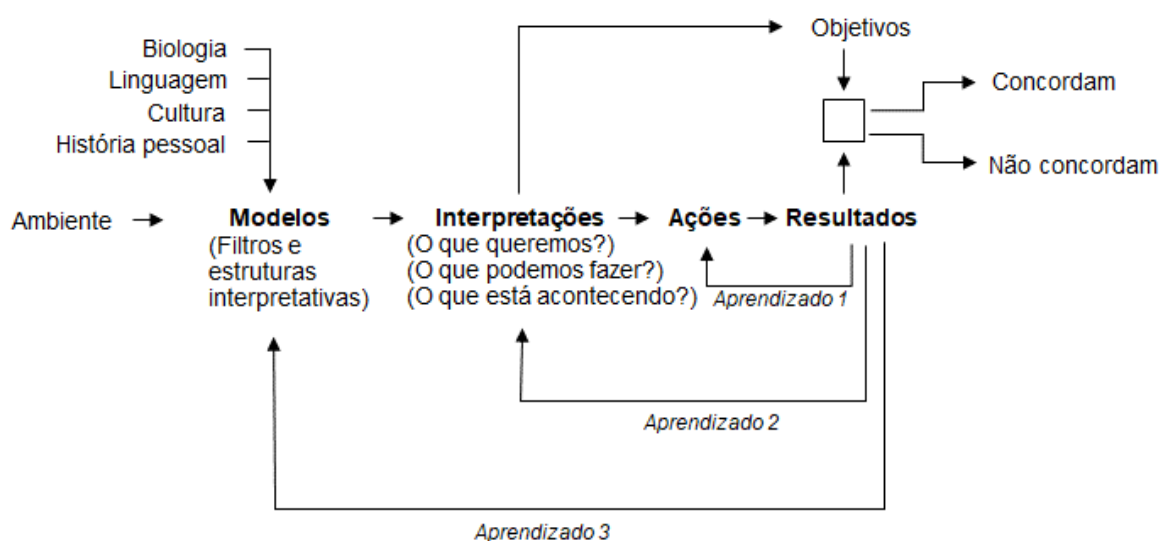 Objetivos
Biologia
Linguagem
Cultura
História pessoal
Concordam
Não concordam
Ambiente
Modelos
(Filtros e
estruturas
interpretativas)
Interpretações
(O que queremos?)
(O que podemos fazer?)
(O que está acontecendo?)
Ações
Resultados
Aprendizado 1
Aprendizado 2
Aprendizado 3